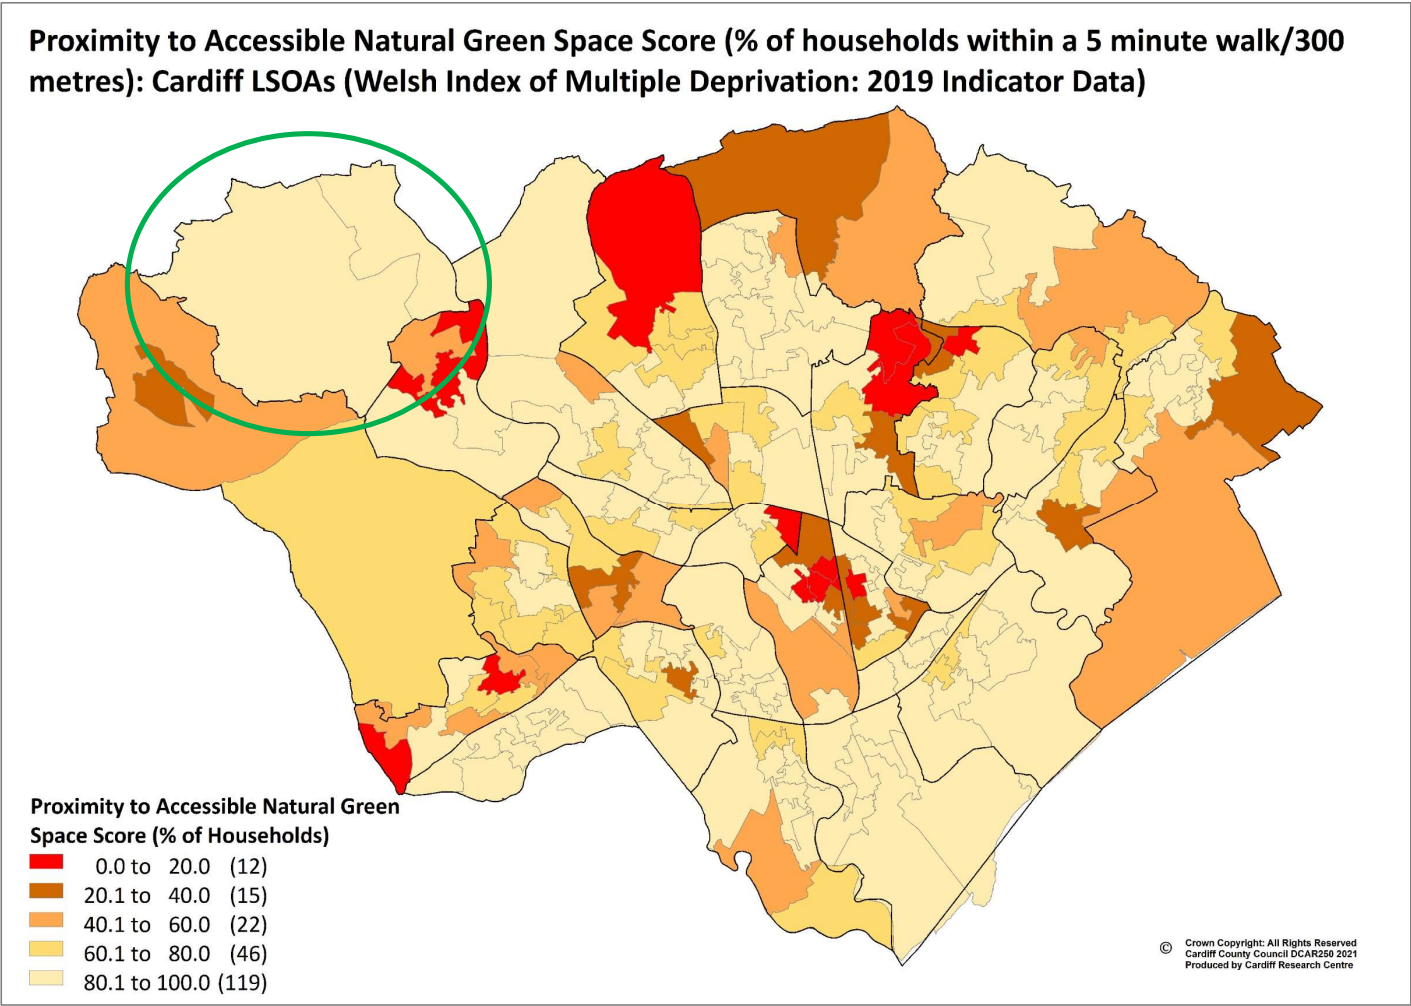 Proximity to Accessible Natural Green Space Score (% of households within a 5 minute walk/300
metres): Cardiff LSOAs (Welsh Index of Multiple Deprivation: 2019 Indicator Data)
Proximity to Accessible Natural Green
Space Score (% of Households)
0.0 to 20.0 (12)
20.1 to 40.0 (15)
40.1 to 60.0 (22)
60.1 to 80.0 (46)
80.1 to 100.0 (119)
© Crown Copyright: All Rights Reserved
Cardiff County Council DCAR250 2021
Produced by Cardiff Research Centre